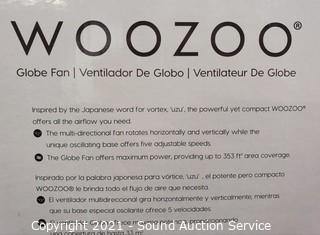 WOOZOO®
Globe Fan | Ventilador De Globo | Ventilateur De Globe
Inspired by the Japanese word for vortex, 'uzu', the powerful yet compact WOOZOO®
offers all the airflow you need.
The multi-directional fan rotates horizontally and vertically while the
unique oscillating base offers five adjustable speeds.
The Globe Fan offers maximum power, providing up to 353 ft² area coverage.
Inspirado por la palabra japonesa para vórtice, 'uzu', el potente pero compacto
WOOZOO® le brinda todo el flujo de aire que necesita.
El ventilador multidireccional gira horizontalmente y verticalmente, mientras
que su base especial oscilante ofrece 5 velocidades.
Copyright 2021 - Sound Auction Service